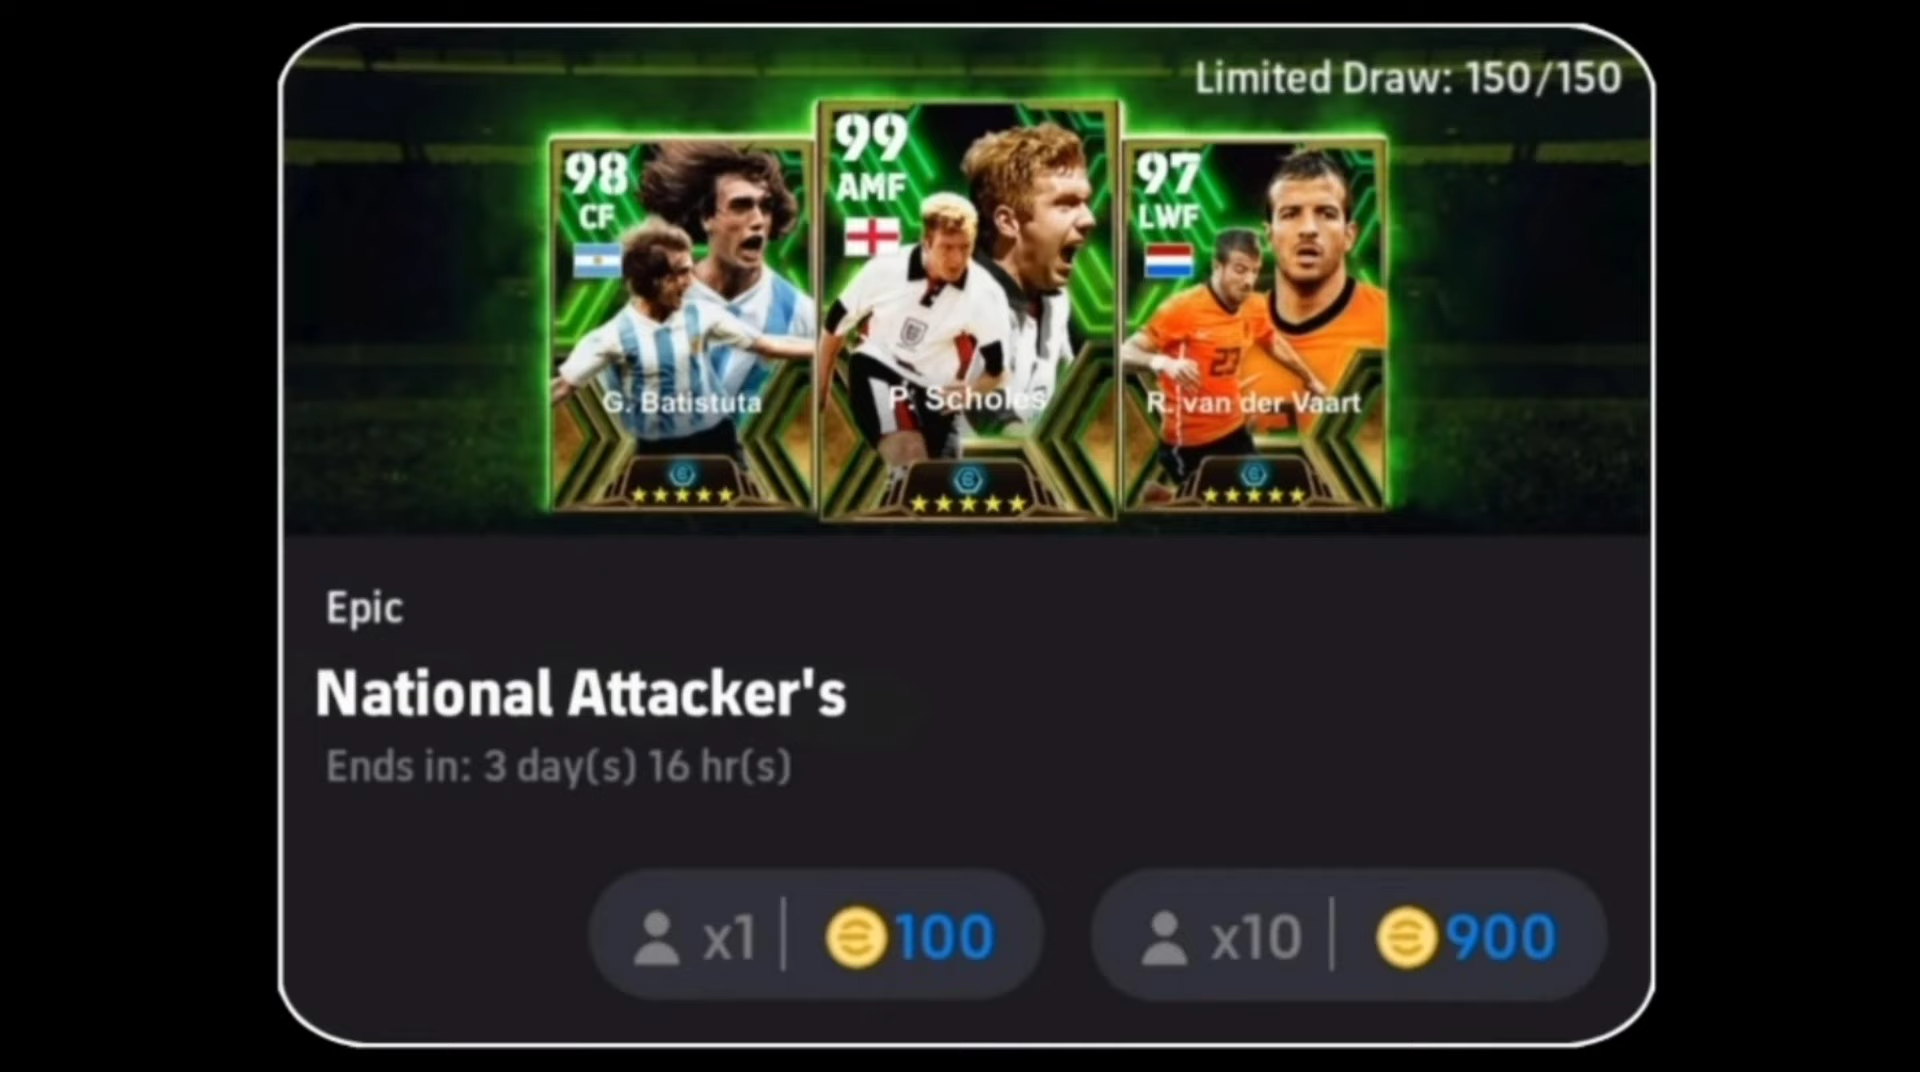 Limited Draw: 150/150
98
CF
G. Batistuta
99
AMF
P. Scholes
97
LWF
23
R. van der Vaart
Epic
National Attacker's
Ends in: 3 day(s) 16 hr(s)
x1 | 100
x10 | 900